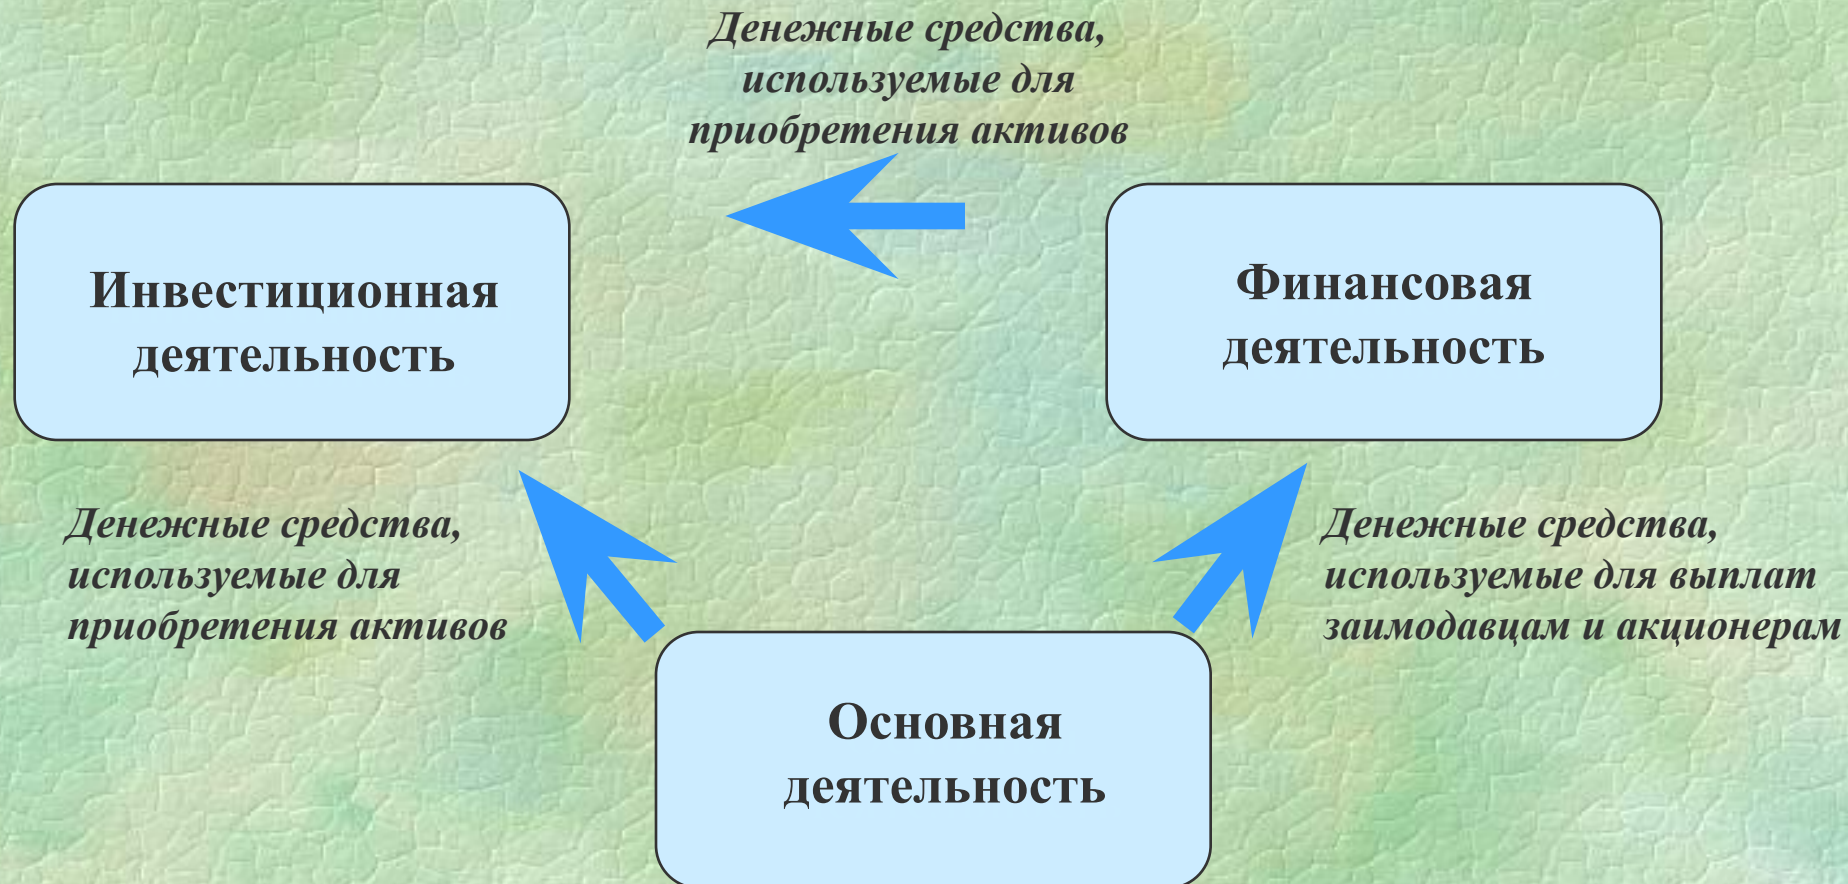 Денежные средства,
используемые для
приобретения активов
Инвестиционная
деятельность
Финансовая
деятельность
Денежные средства,
используемые для
приобретения активов
Денежные средства,
используемые для выплат
заимодавцам и акционерам
Основная
деятельность